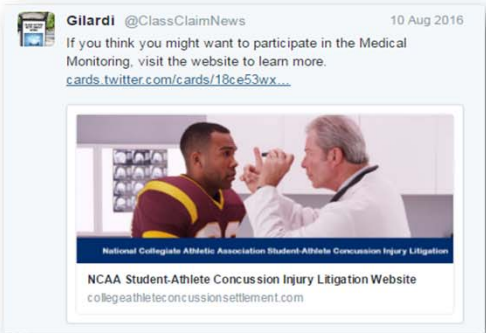 Gilardi @ClassClaimNews 10 Aug 2016
If you think you might want to participate in the Medical
Monitoring, visit the website to learn more.
cards.twitter.com/cards/18ce53wx...
National Collegiate Athletic Association Student-Athlete Concussion Injury Litigation
NCAA Student-Athlete Concussion Injury Litigation Website
collegeathleteconcussionsettlement.com